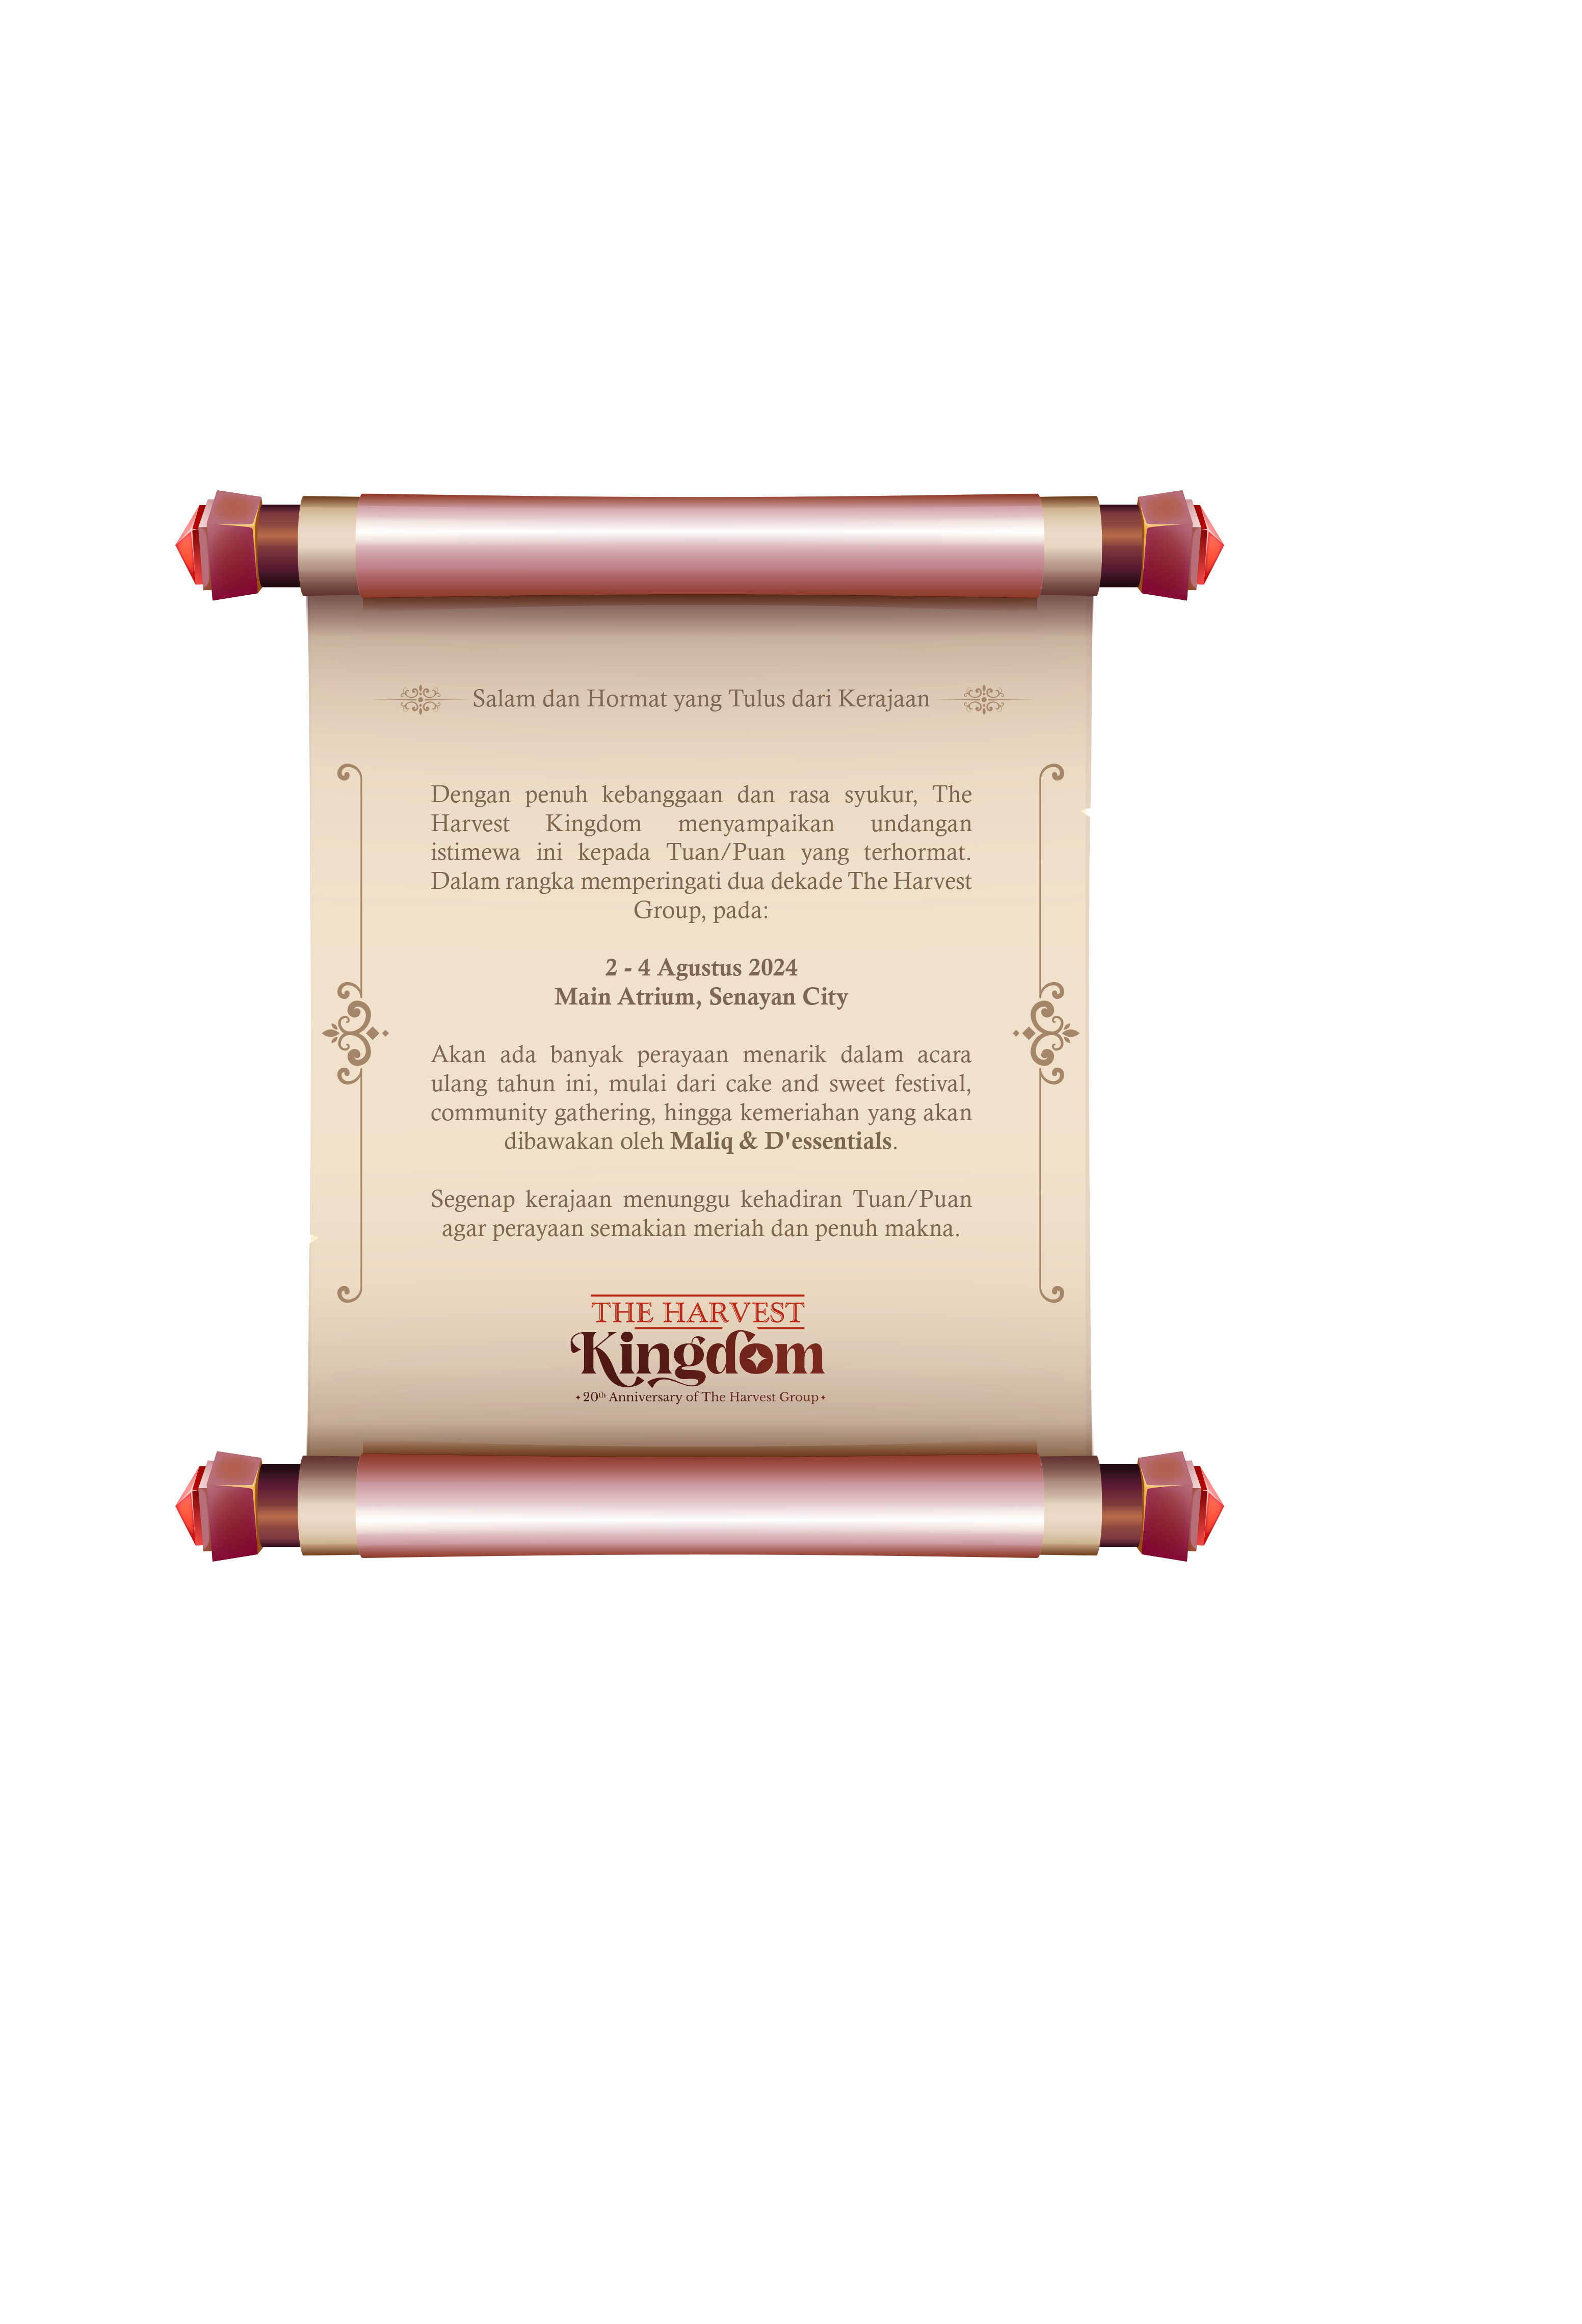 Salam dan Hormat yang Tulus dari Kerajaan
Dengan penuh kebanggaan dan rasa syukur, The
Harvest Kingdom menyampaikan undangan
istimewa ini kepada Tuan/Puan yang terhormat.
Dalam rangka memperingati dua dekade The Harvest
Group, pada:
2 - 4 Agustus 2024
Main Atrium, Senayan City
Akan ada banyak perayaan menarik dalam acara
ulang tahun ini, mulai dari cake and sweet festival,
community gathering, hingga kemeriahan yang akan
dibawakan oleh Maliq & D'essentials.
Segenap kerajaan menunggu kehadiran Tuan/Puan
agar perayaan semakian meriah dan penuh makna.
THE HARVEST
Kingdom
20th Anniversary of The Harvest Group